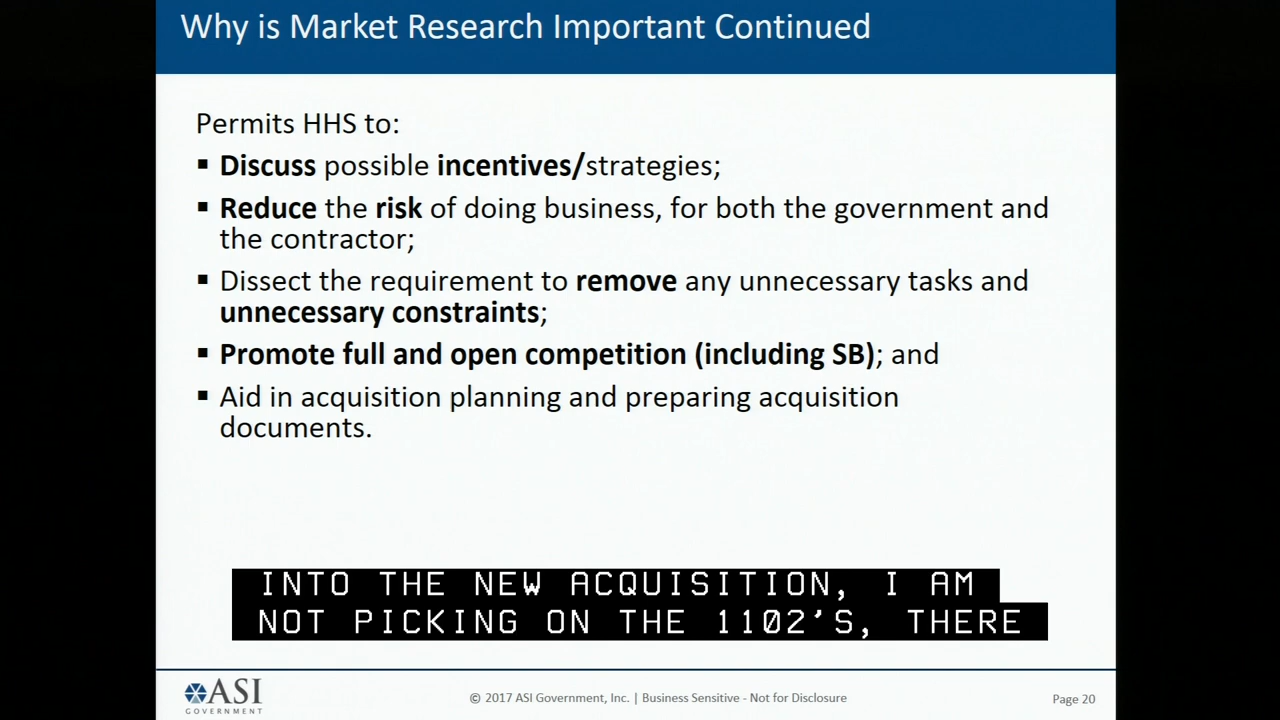 Why is Market Research Important Continued
Permits HHS to:
▪ Discuss possible incentives/strategies;
▪ Reduce the risk of doing business, for both the government and
the contractor;
▪ Dissect the requirement to remove any unnecessary tasks and
unnecessary constraints;
▪ Promote full and open competition (including SB); and
▪ Aid in acquisition planning and preparing acquisition
documents.
INTO THE NEW ACQUISITION, I AM
NOT PICKING ON THE 1102'S, THERE
ASI
GOVERNMENT
© 2017 ASI Government, Inc. | Business Sensitive - Not for Disclosure
Page 20